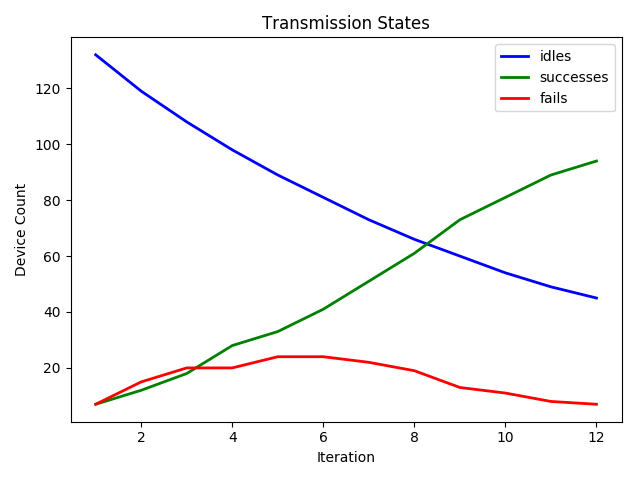 Transmission States
idles
successes
fails
Device Count
120
100
80
60
40
20
2 4 6 8 10 12
Iteration